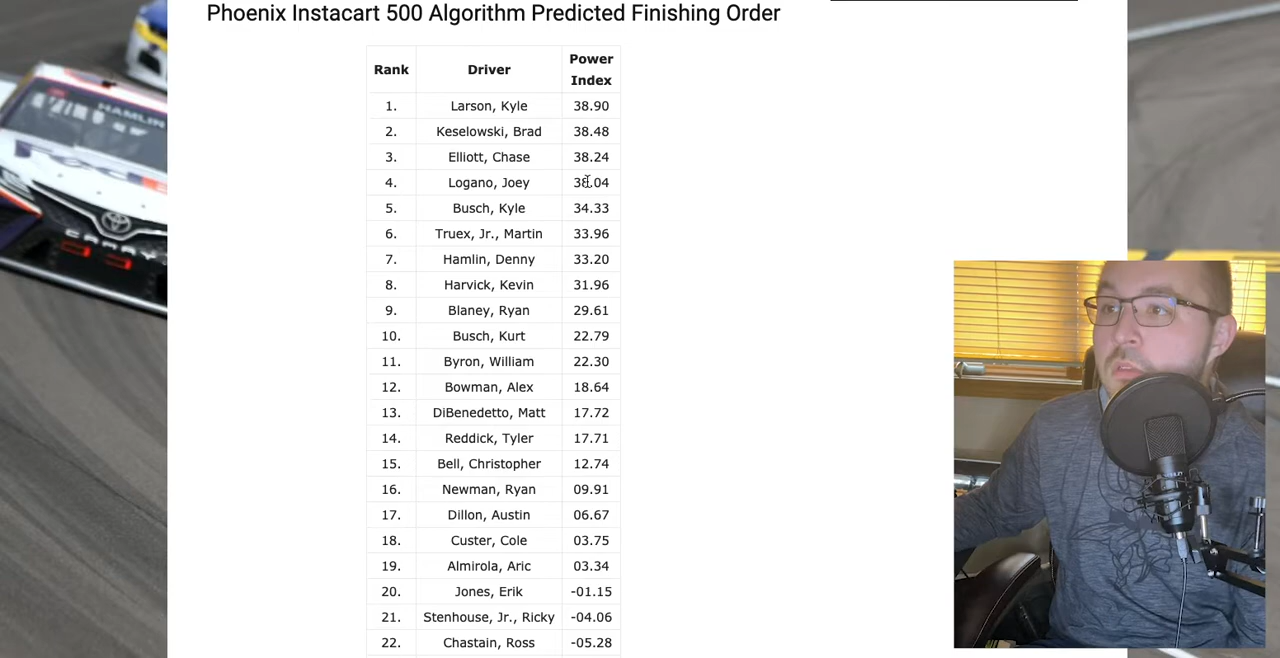 Phoenix Instacart 500 Algorithm Predicted Finishing Order
Rank Driver Power Index
1. Larson, Kyle 38.90
2. Keselowski, Brad 38.48
3. Elliott, Chase 38.24
4. Logano, Joey 38.04
5. Busch, Kyle 34.33
6. Truex, Jr., Martin 33.96
7. Hamlin, Denny 33.20
8. Harvick, Kevin 31.96
9. Blaney, Ryan 29.61
10. Busch, Kurt 22.79
11. Byron, William 22.30
12. Bowman, Alex 18.64
13. DiBenedetto, Matt 17.72
14. Reddick, Tyler 17.71
15. Bell, Christopher 12.74
16. Newman, Ryan 09.91
17. Dillon, Austin 06.67
18. Custer, Cole 03.75
19. Almirola, Aric 03.34
20. Jones, Erik -01.15
21. Stenhouse, Jr., Ricky -04.06
22. Chastain, Ross -05.28
HAMLIN